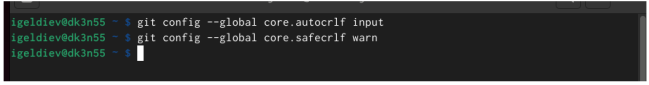 igeldiev@dk3n55 ~ $ git config --global core.autocrlf input
igeldiev@dk3n55 ~ $ git config --global core.safecrlf warn
igeldiev@dk3n55 ~ $